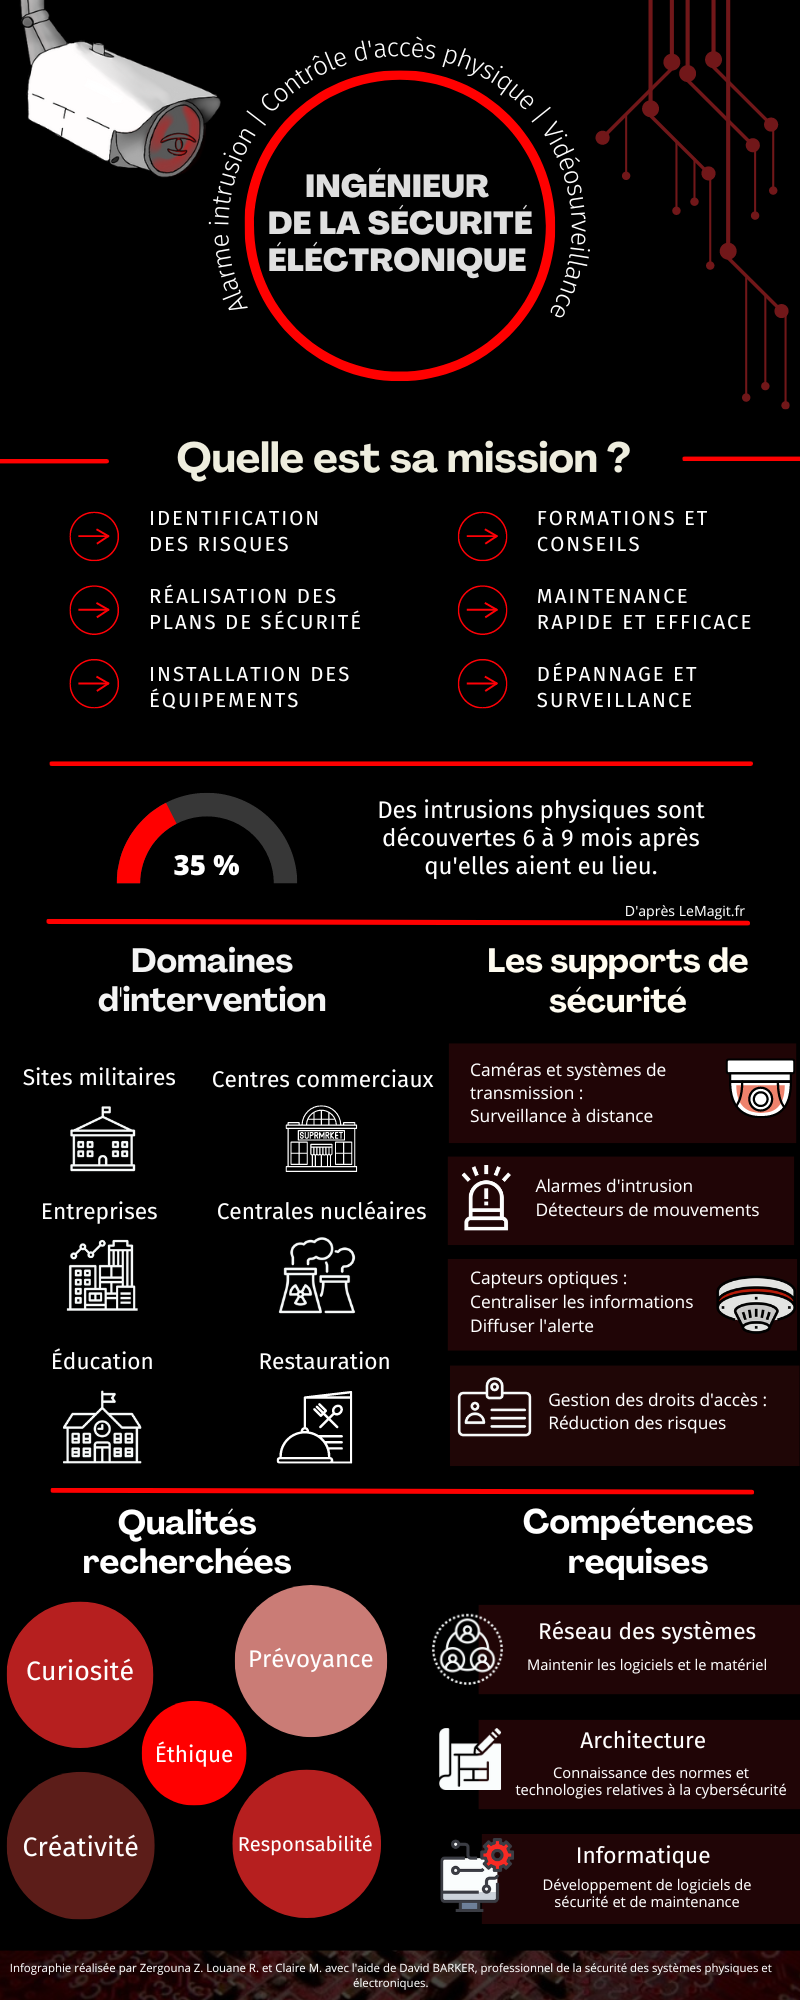 Alarme intrusion | Contrôle d'accès physique | Vidéosurveillance
INGÉNIEUR
DE LA SÉCURITÉ
ÉLÉCTRONIQUE
Quelle est sa mission ?
IDENTIFICATION
DES RISQUES
RÉALISATION DES
PLANS DE SÉCURITÉ
INSTALLATION DES
ÉQUIPEMENTS
FORMATIONS ET
CONSEILS
MAINTENANCE
RAPIDE ET EFFICACE
DÉPANNAGE ET
SURVEILLANCE
35 %
Des intrusions physiques sont
découvertes 6 à 9 mois après
qu'elles aient eu lieu.
D'après LeMagit.fr
Domaines
d'intervention
Sites militaires
Centres commerciaux
SUPRMRKET
Entreprises
Centrales nucléaires
Éducation
Restauration
Les supports de
sécurité
Caméras et systèmes de
transmission :
Surveillance à distance
Alarmes d'intrusion
Détecteurs de mouvements
Capteurs optiques :
Centraliser les informations
Diffuser l'alerte
Gestion des droits d'accès :
Réduction des risques
Qualités
recherchées
Curiosité
Prévoyance
Éthique
Créativité
Responsabilité
Compétences
requises
Réseau des systèmes
Maintenir les logiciels et le matériel
Architecture
Connaissance des normes et
technologies relatives à la cybersécurité
Informatique
Développement de logiciels de
sécurité et de maintenance
Infographie réalisée par Zergouna Z. Louane R. et Claire M. avec l'aide de David BARKER, professionnel de la sécurité des systèmes physiques et
électroniques.